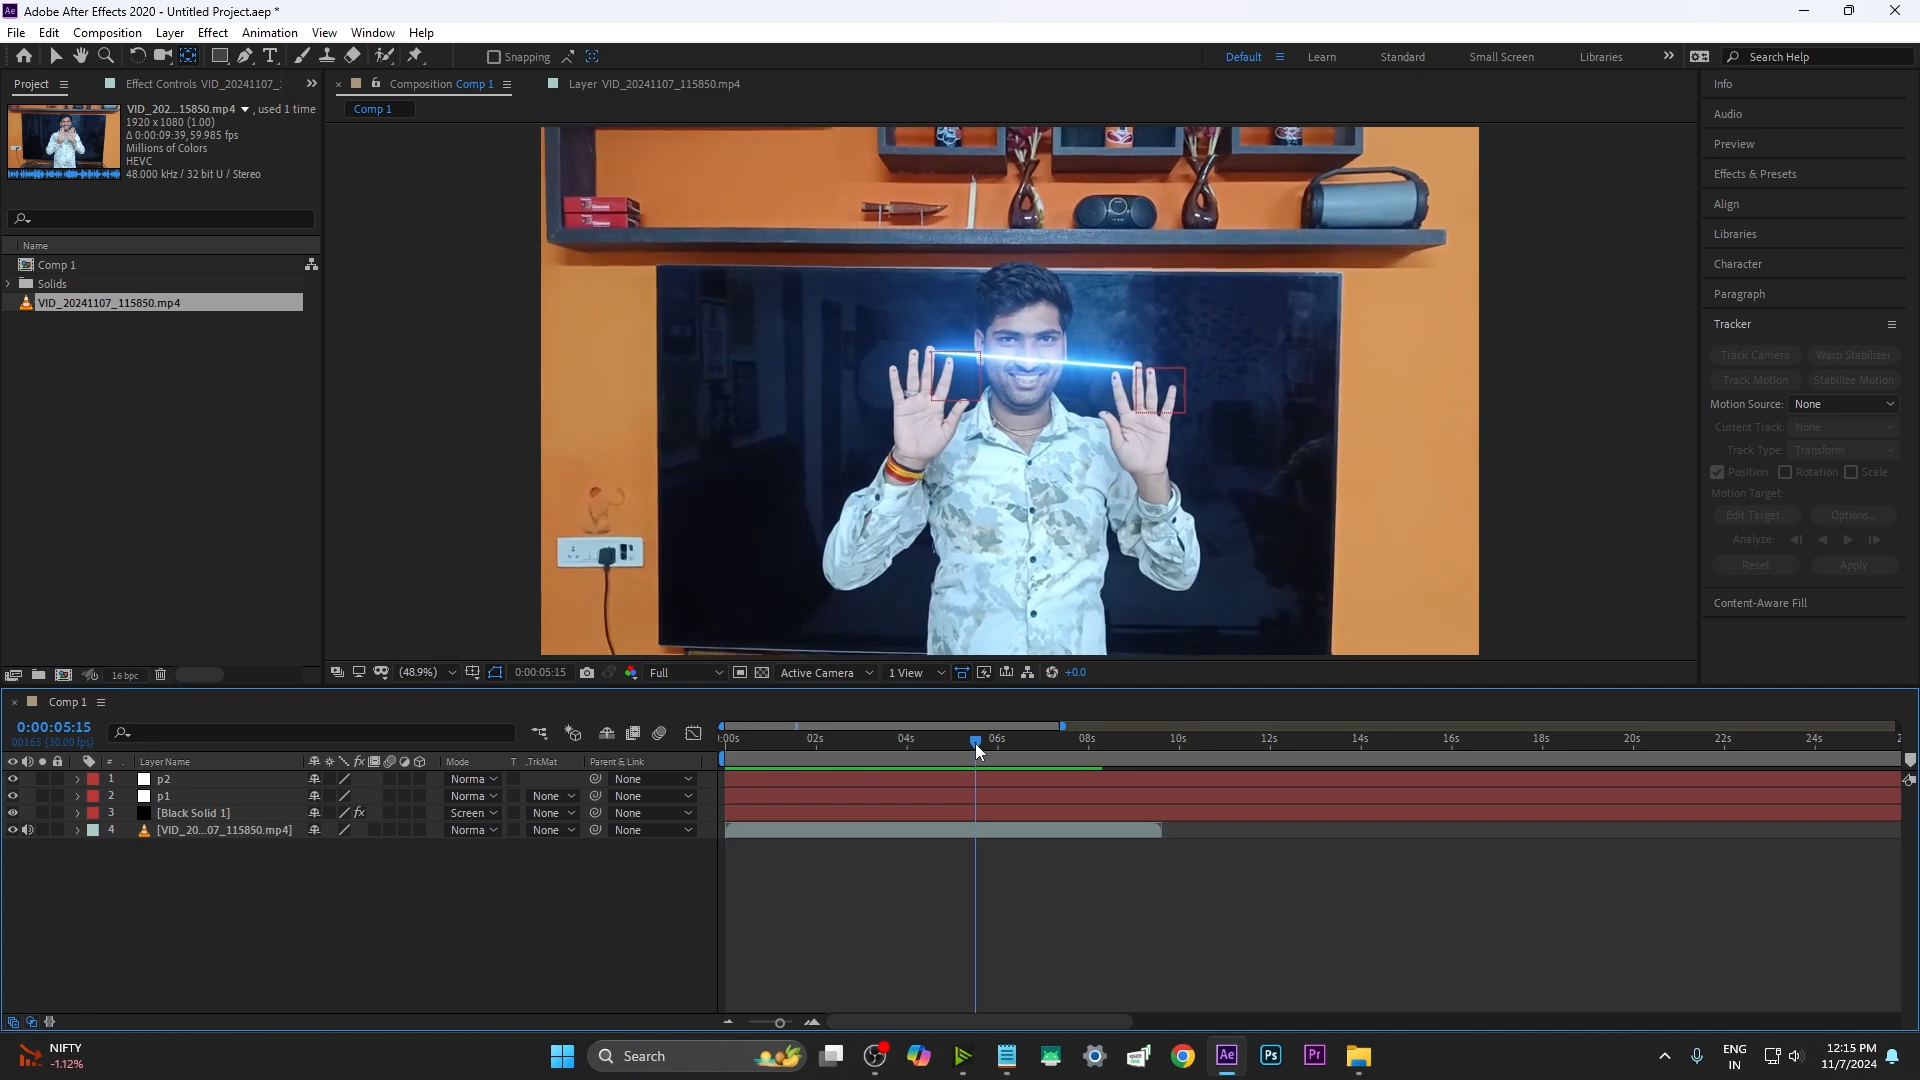 Adobe After Effects 2020 - Untitled Project.aep *
File Edit Composition Layer Effect Animation View Window Help
Snapping
Default Learn Standard Small Screen Libraries Search Help
Project Effect Controls VID_20241107_
Composition Comp 1 Layer VID_20241107_115850.mp4
Comp 1
VID_202...15850.mp4 , used 1 time
1920 x 1080 (1.00)
Δ 0:00:09:39, 59.985 fps
Millions of Colors
HEVC
48.000 kHz / 32 bit U / Stereo
Name
Comp 1
Solids
VID_20241107_115850.mp4
Info
Audio
Preview
Effects & Presets
Align
Libraries
Character
Paragraph
Tracker
Track Camera Warp Stabilizer
Track Motion Stabilize Motion
Motion Source: None
Current Track: None
Track Type: Transform
Position Rotation Scale
Motion Target:
Edit Target... Options...
Analyze:
Reset Apply
Content-Aware Fill
16 bpc
(48.9%) 0:00:05:15 Full Active Camera 1 View +0.0
Comp 1
0:00:05:15
00165 (30.00 fps)
:00s 02s 04s 06s 08s 10s 12s 14s 16s 18s 20s 22s 24s 2
# Layer Name Mode T .TrkMat Parent & Link
1 p2 Norma None
2 p1 Norma None None
3 [Black Solid 1] Screen None None
4 [VID_20...07_115850.mp4] Norma None None
NIFTY
-1.12%
Search
ENG
IN
12:15 PM
11/7/2024